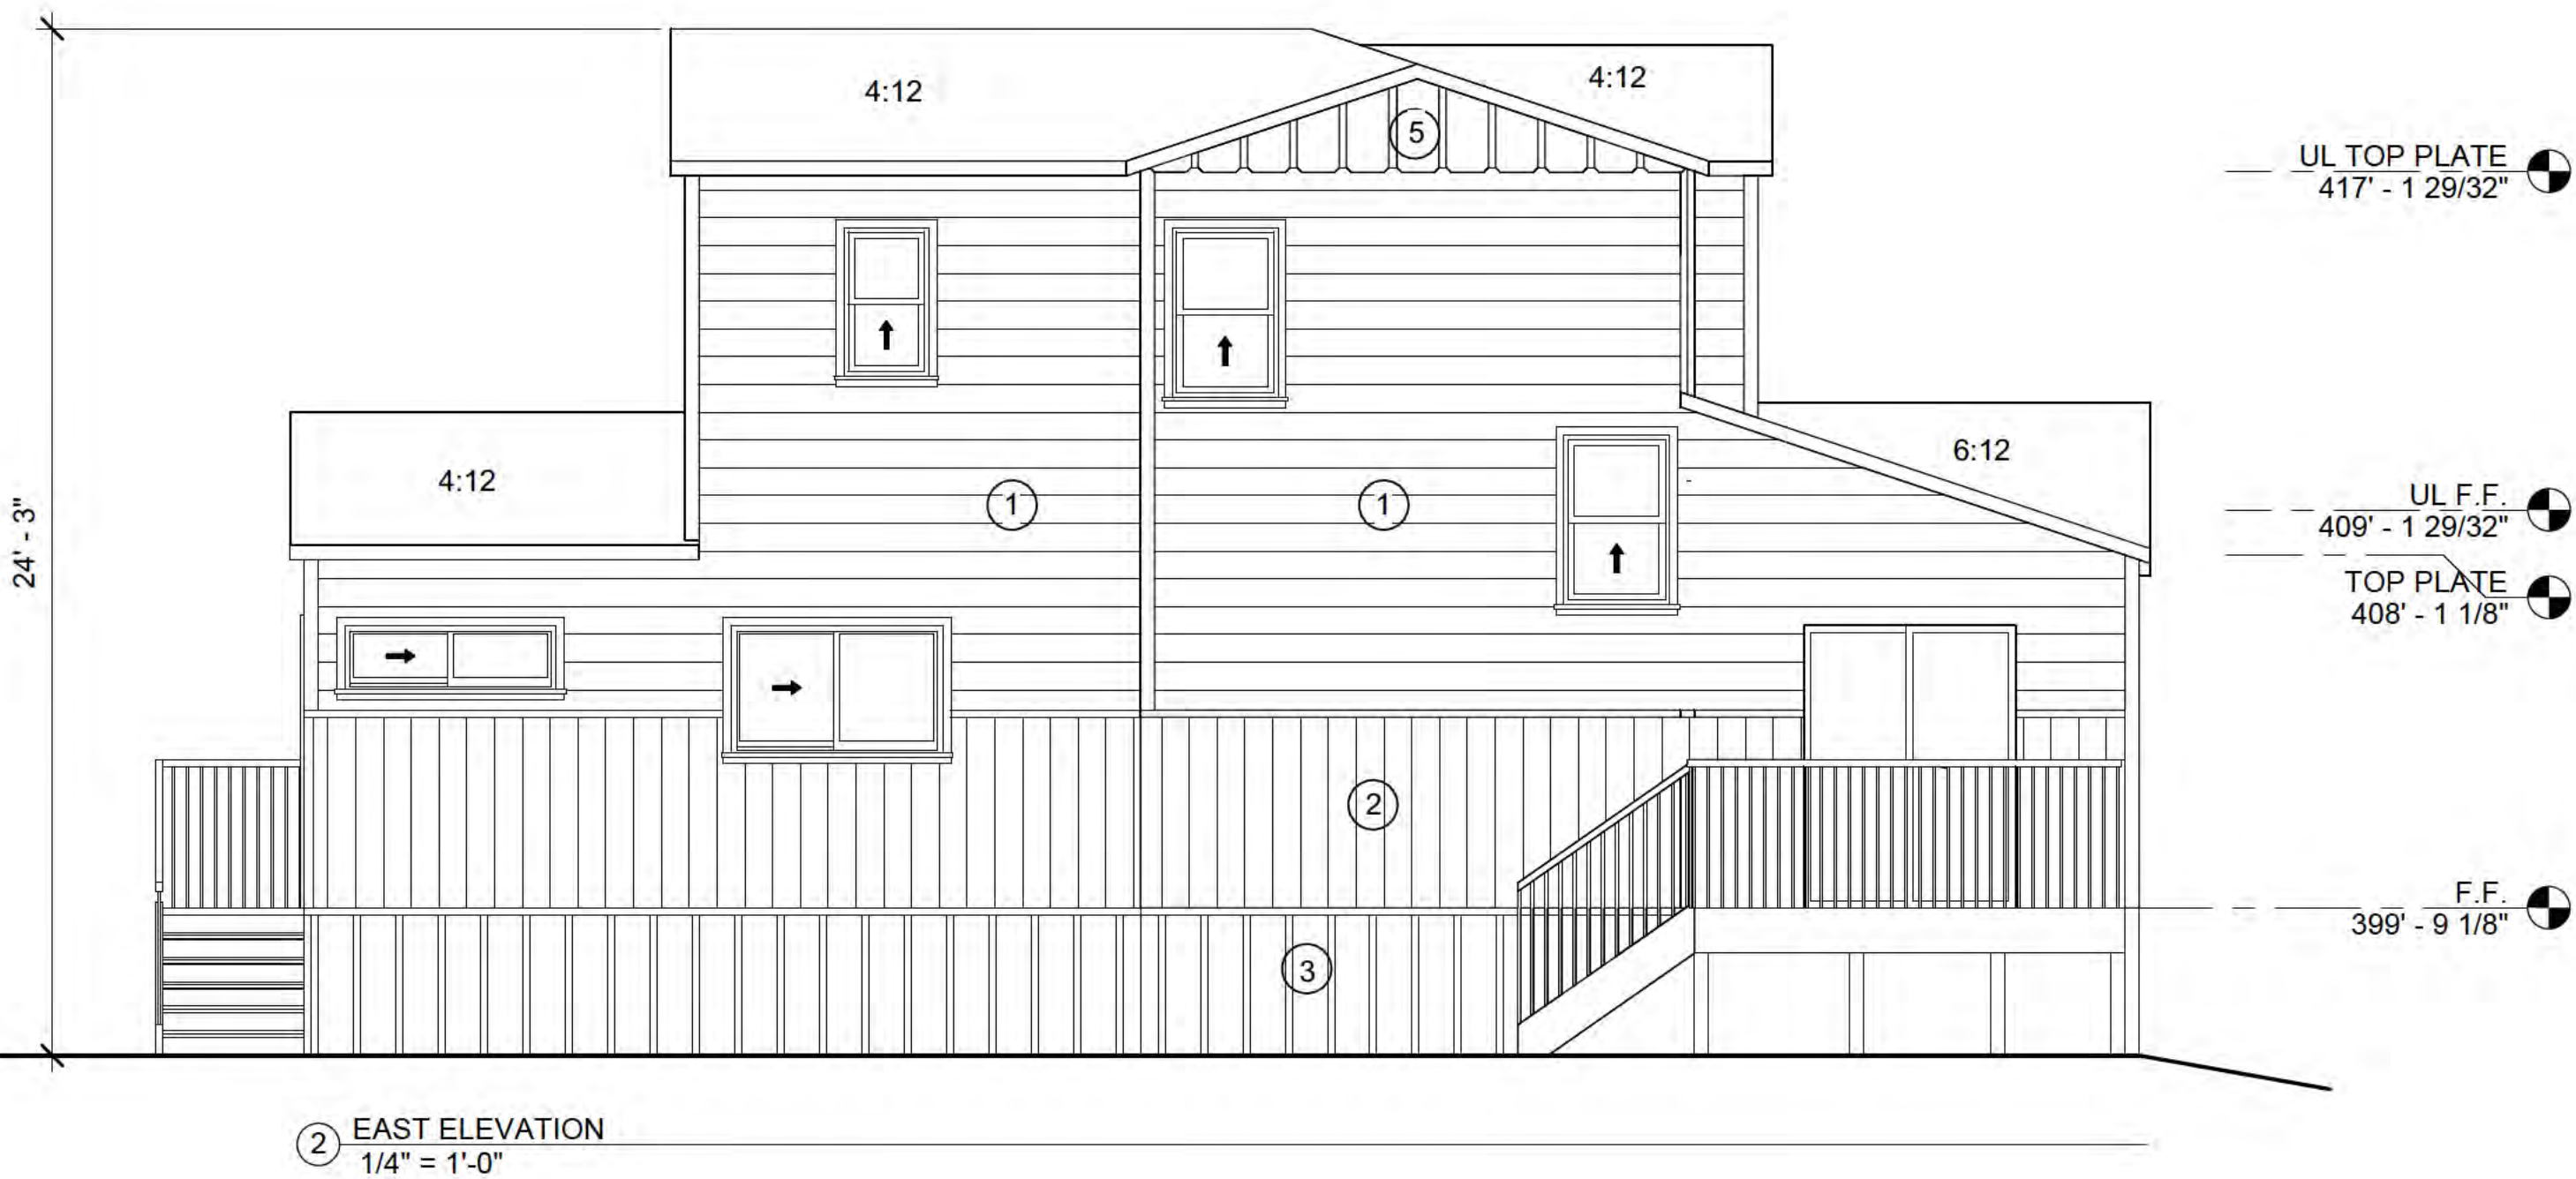 4:12
4:12
5
UL TOP PLATE
417' - 1 29/32"
24' - 3"
4:12
1
1
6:12
UL F.F.
409' - 1 29/32"
TOP PLATE
408' - 1 1/8"
2
F.F.
399' - 9 1/8"
3
2
EAST ELEVATION
1/4" = 1'-0"